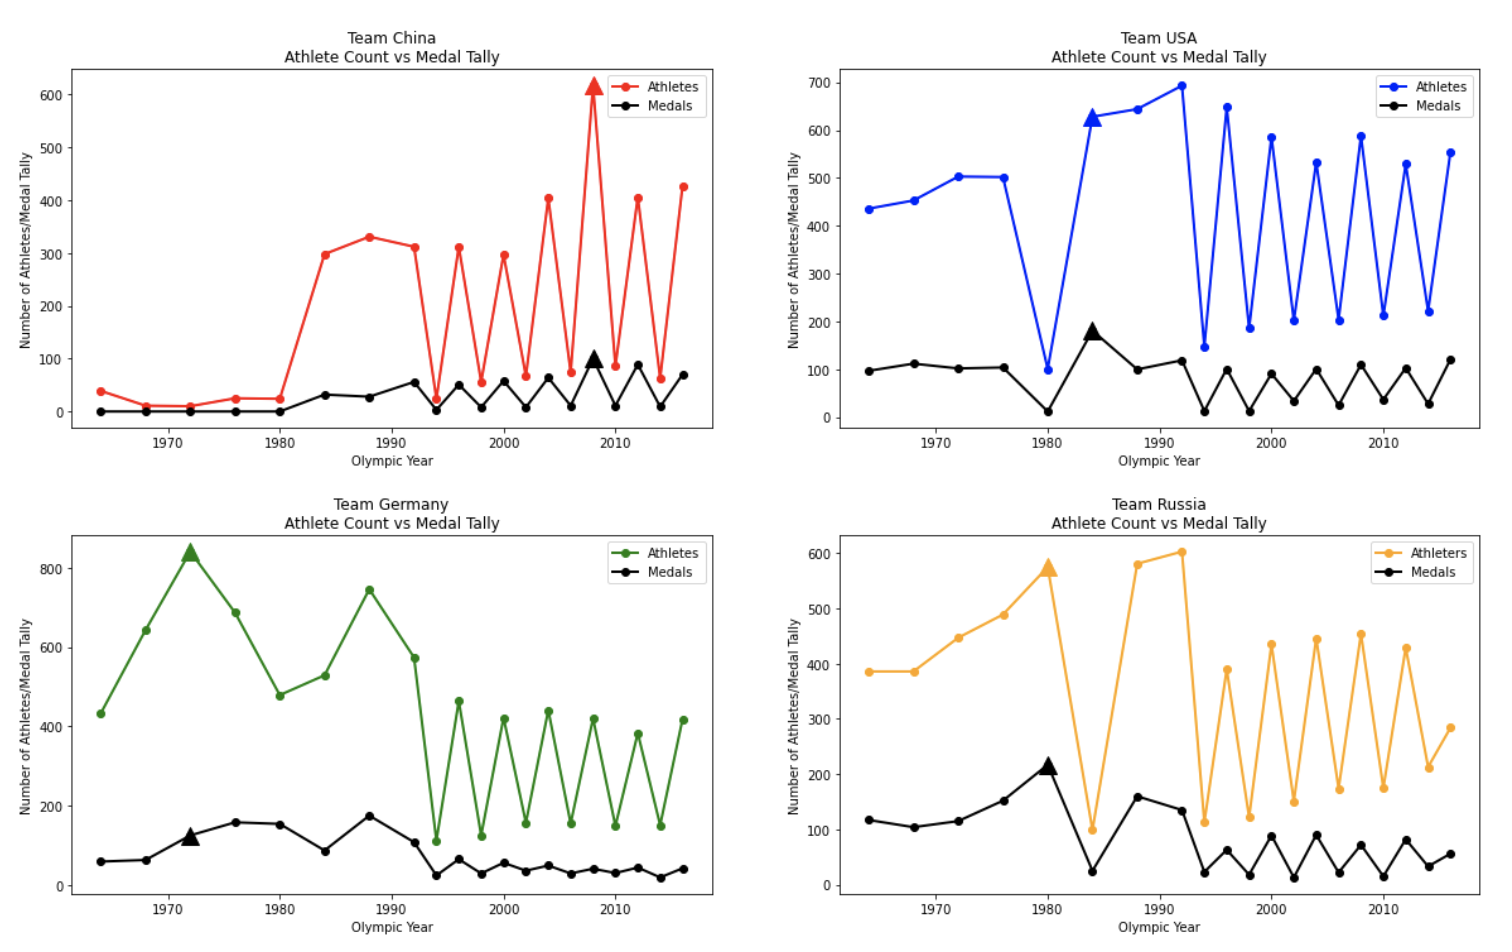 Team China
Athlete Count vs Medal Tally
Number of Athletes/Medal Tally
600
500
400
300
200
100
0
Athletes
Medals
1970 1980 1990 2000 2010
Olympic Year
Team USA
Athlete Count vs Medal Tally
Number of Athletes/Medal Tally
700
600
500
400
300
200
100
0
Athletes
Medals
1970 1980 1990 2000 2010
Olympic Year
Team Germany
Athlete Count vs Medal Tally
Number of Athletes/Medal Tally
800
600
400
200
0
Athletes
Medals
1970 1980 1990 2000 2010
Olympic Year
Team Russia
Athlete Count vs Medal Tally
Number of Athletes/Medal Tally
600
500
400
300
200
100
0
Athleters
Medals
1970 1980 1990 2000 2010
Olympic Year